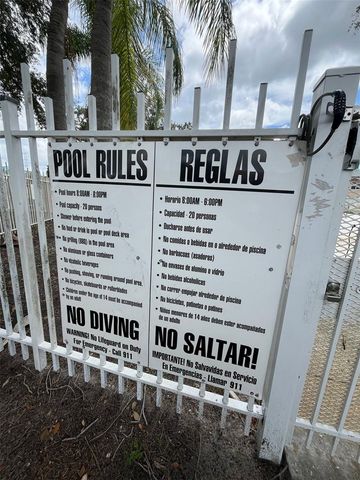 POOL RULES
Pool hours 8:00AM - 8:00PM
Pool capacity - 20 persons
Shower before entering the pool
No food or drink in pool or pool deck area
No grilling (BBQ) in the pool area
No aluminum or glass containers
No alcoholic beverages
No pushing, shoving, or running around pool area
No bicycles, skateboards or rollerblades
Children under the age of 14 must be accompanied by an adult
NO DIVING
WARNING! No Lifeguard on Duty
For Emergency - Call 911
REGLAS
Horario 8:00AM - 8:00PM
Capacidad - 20 personas
Ducharse antes de usar
No comidas o bebidas en o alrededor de piscina
No barbacoas (asadores)
No envases de aluminio o vidrio
No bebidas alcoholicas
No correr-empujar alrededor de piscina
No bicicletas, patinetas o patines
Niños menores de 14 años deben estar acompañados de un adulto
NO SALTAR!
IMPORTANTE! No Salvavidas en Servicio
En Emergencias - Llamar 911